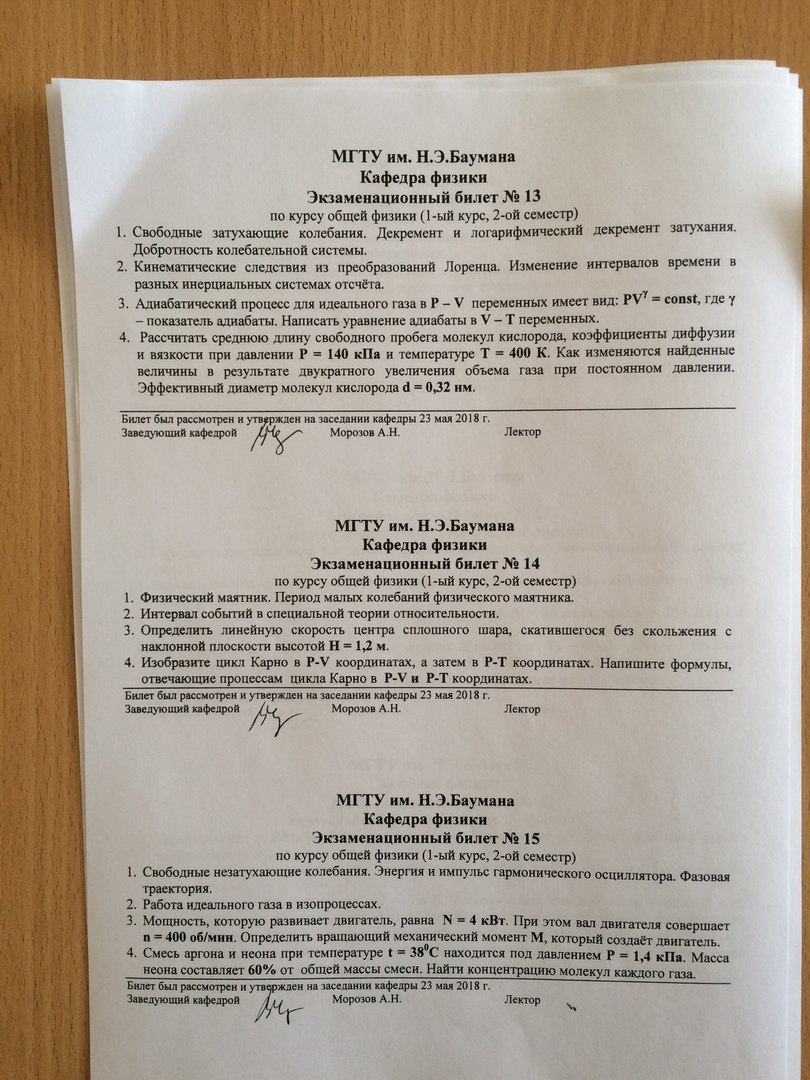 МГТУ им. Н.Э.Баумана
Кафедра физики
Экзаменационный билет № 13
по курсу общей физики (1-ый курс, 2-ой семестр)
1. Свободные затухающие колебания. Декремент и логарифмический декремент затухания.
Добротность колебательной системы.
2. Кинематические следствия из преобразований Лоренца. Изменение интервалов времени в
разных инерциальных системах отсчёта.
3. Адиабатический процесс для идеального газа в P – V переменных имеет вид: PV^γ = const, где γ
– показатель адиабаты. Написать уравнение адиабаты в V – T переменных.
4. Рассчитать среднюю длину свободного пробега молекул кислорода, коэффициенты диффузии
и вязкости при давлении P = 140 кПа и температуре T = 400 К. Как изменяются найденные
величины в результате двукратного увеличения объема газа при постоянном давлении.
Эффективный диаметр молекул кислорода d = 0,32 нм.
Билет был рассмотрен и утвержден на заседании кафедры 23 мая 2018 г.
Заведующий кафедрой Морозов А.Н. Лектор
МГТУ им. Н.Э.Баумана
Кафедра физики
Экзаменационный билет № 14
по курсу общей физики (1-ый курс, 2-ой семестр)
1. Физический маятник. Период малых колебаний физического маятника.
2. Интервал событий в специальной теории относительности.
3. Определить линейную скорость центра сплошного шара, скатившегося без скольжения с
наклонной плоскости высотой H = 1,2 м.
4. Изобразите цикл Карно в P-V координатах, а затем в P-T координатах. Напишите формулы,
отвечающие процессам цикла Карно в P-V и P-T координатах.
Билет был рассмотрен и утвержден на заседании кафедры 23 мая 2018 г.
Заведующий кафедрой Морозов А.Н. Лектор
МГТУ им. Н.Э.Баумана
Кафедра физики
Экзаменационный билет № 15
по курсу общей физики (1-ый курс, 2-ой семестр)
1. Свободные незатухающие колебания. Энергия и импульс гармонического осциллятора. Фазовая
траектория.
2. Работа идеального газа в изопроцессах.
3. Мощность, которую развивает двигатель, равна N = 4 кВт. При этом вал двигателя совершает
n = 400 об/мин. Определить вращающий механический момент M, который создаёт двигатель.
4. Смесь аргона и неона при температуре t = 38⁰С находится под давлением P = 1,4 кПа. Масса
неона составляет 60% от общей массы смеси. Найти концентрацию молекул каждого газа.
Билет был рассмотрен и утвержден на заседании кафедры 23 мая 2018 г.
Заведующий кафедрой Морозов А.Н. Лектор